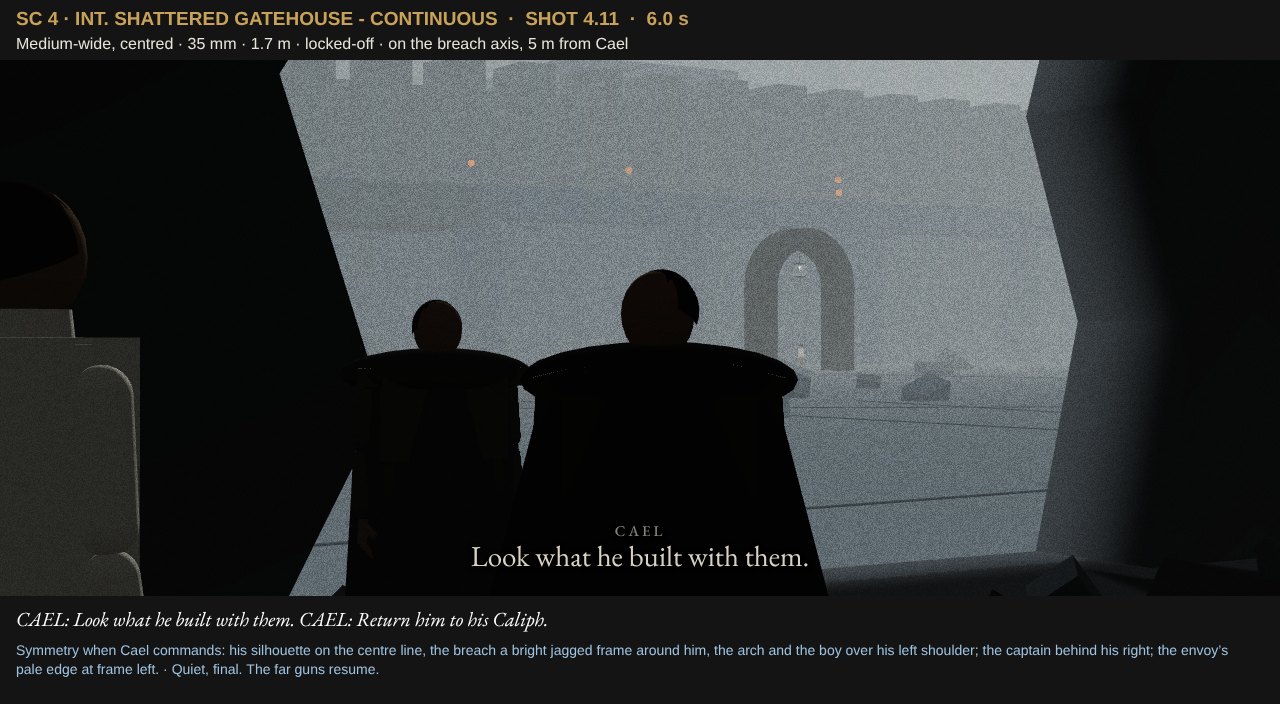 SC 4 · INT. SHATTERED GATEHOUSE - CONTINUOUS · SHOT 4.11 · 6.0 s
Medium-wide, centred · 35 mm · 1.7 m · locked-off · on the breach axis, 5 m from Cael
CAEL
Look what he built with them.
CAEL: Look what he built with them. CAEL: Return him to his Caliph.
Symmetry when Cael commands: his silhouette on the centre line, the breach a bright jagged frame around him, the arch and the boy over his left shoulder; the captain behind his right; the envoy's
pale edge at frame left. · Quiet, final. The far guns resume.